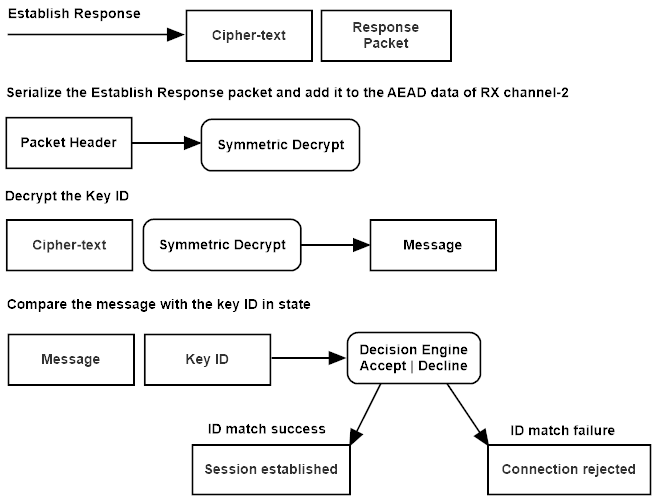 Establish Response
Cipher-text
Response
Packet
Serialize the Establish Response packet and add it to the AEAD data of RX channel-2
Packet Header
Symmetric Decrypt
Decrypt the Key ID
Cipher-text
Symmetric Decrypt
Message
Compare the message with the key ID in state
Message
Key ID
Decision Engine
Accept | Decline
ID match success
ID match failure
Session established
Connection rejected